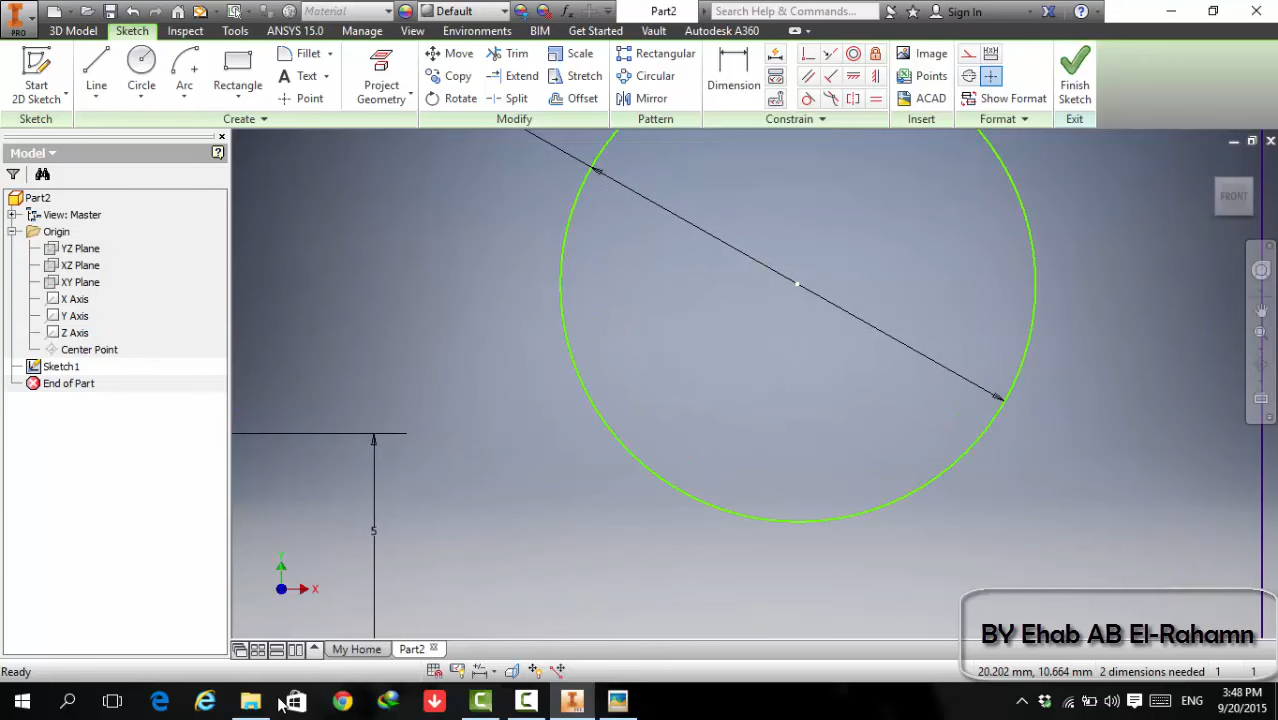 Material
Default
Part2
Search Help & Commands...
Sign In
PRO
3D Model
Sketch
Inspect
Tools
ANSYS 15.0
Manage
View
Environments
BIM
Get Started
Vault
Autodesk A360
Start
2D Sketch
Line
Circle
Arc
Rectangle
Fillet
Text
Point
Project
Geometry
Move
Copy
Rotate
Trim
Extend
Split
Scale
Stretch
Offset
Rectangular
Circular
Mirror
Dimension
Image
Points
ACAD
Show Format
Finish
Sketch
Sketch
Create
Modify
Pattern
Constrain
Insert
Format
Exit
Model
Part2
View: Master
Origin
YZ Plane
XZ Plane
XY Plane
X Axis
Y Axis
Z Axis
Center Point
Sketch1
End of Part
FRONT
5
Y
X
BY Ehab AB El-Rahamn
My Home
Part2
Ready
20.202 mm, 10.664 mm 2 dimensions needed 1 1
ENG
3:48 PM
9/20/2015